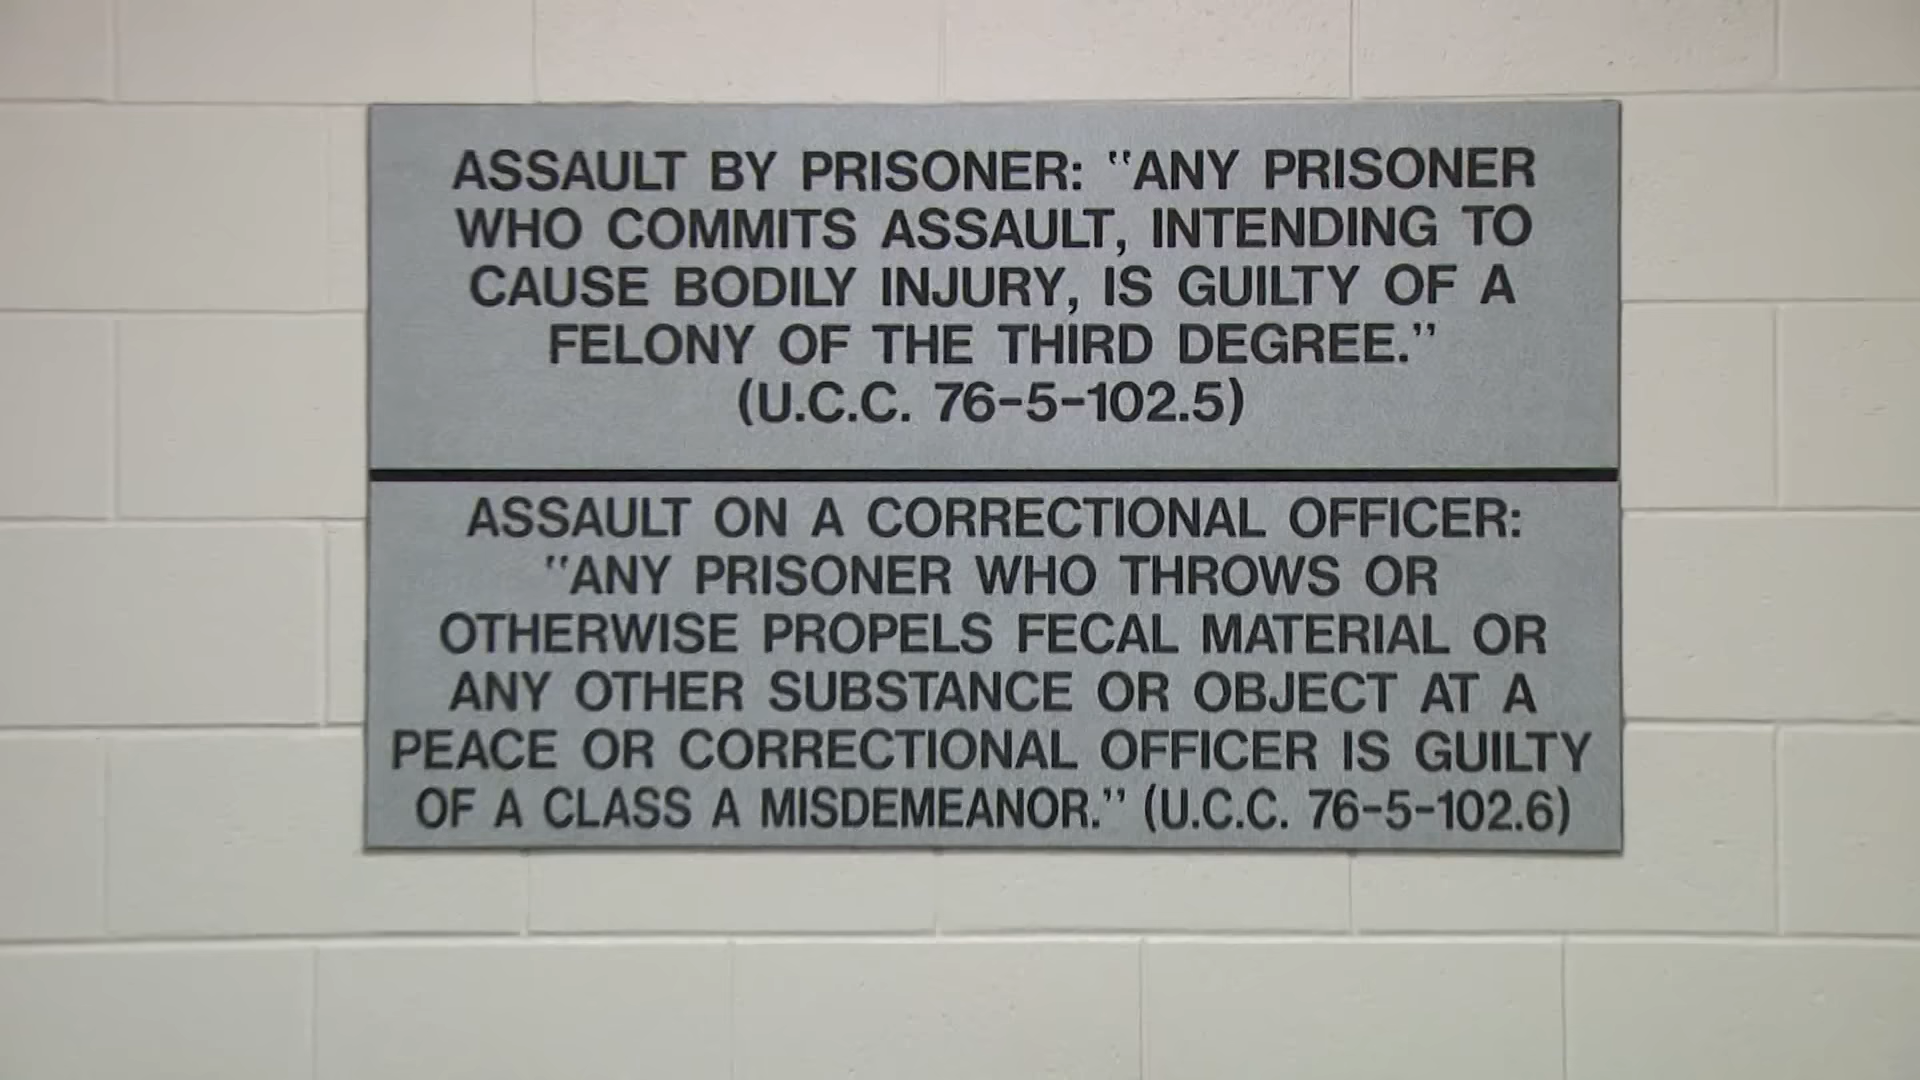 ASSAULT BY PRISONER: "ANY PRISONER
WHO COMMITS ASSAULT, INTENDING TO
CAUSE BODILY INJURY, IS GUILTY OF A
FELONY OF THE THIRD DEGREE."
(U.C.C. 76-5-102.5)
ASSAULT ON A CORRECTIONAL OFFICER:
"ANY PRISONER WHO THROWS OR
OTHERWISE PROPELS FECAL MATERIAL OR
ANY OTHER SUBSTANCE OR OBJECT AT A
PEACE OR CORRECTIONAL OFFICER IS GUILTY
OF A CLASS A MISDEMEANOR." (U.C.C. 76-5-102.6)